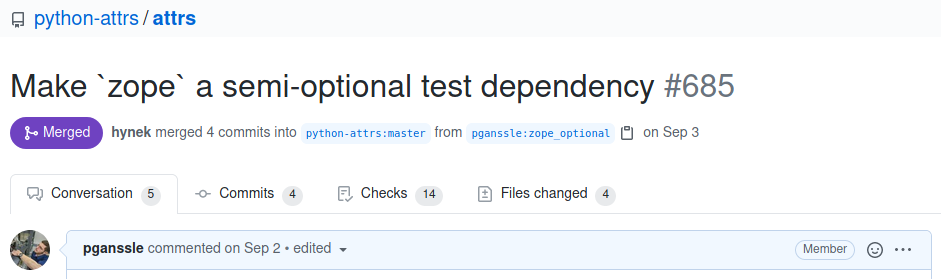 python-attrs / attrs
Make `zope` a semi-optional test dependency #685
Merged hynek merged 4 commits into python-attrs:master from pganssle:zope_optional on Sep 3
Conversation 5 Commits 4 Checks 14 Files changed 4
pganssle commented on Sep 2 • edited Member